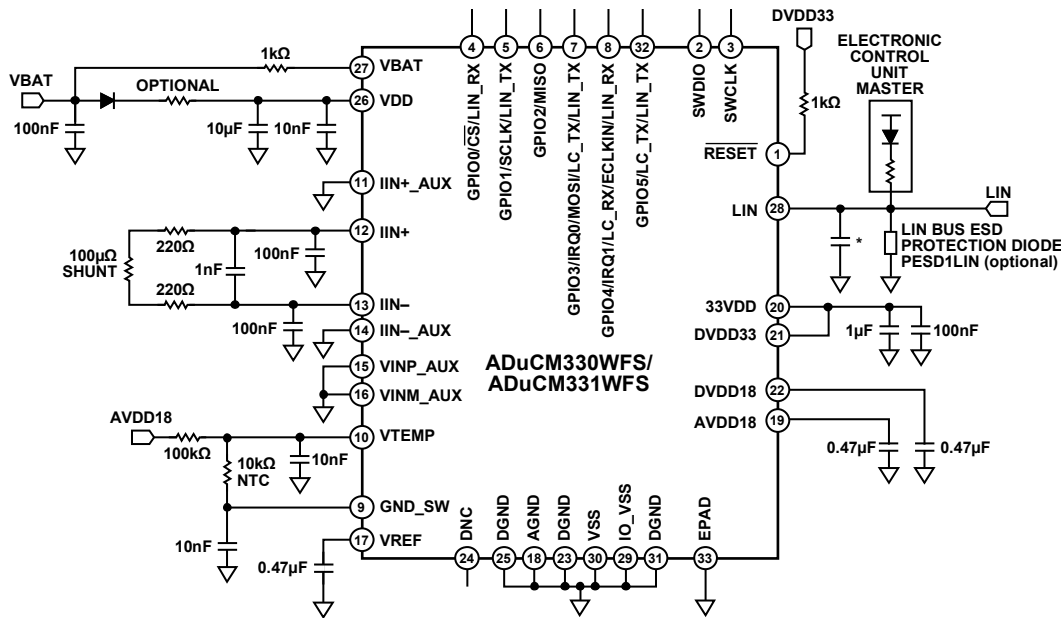 DVDD33
ELECTRONIC
CONTROL
UNIT
MASTER
4
5
6
7
8
32
2
3
GPIO0/CS/LIN_RX
GPIO1/SCLK/LIN_TX
GPIO2/MISO
GPIO3/IRQ0/MOSI/LC_TX/LIN_TX
GPIO4/IRQ1/LC_RX/ECLKIN/LIN_RX
GPIO5/LC_TX/LIN_TX
SWDIO
SWCLK
1kΩ
27 VBAT
VBAT
OPTIONAL
26 VDD
100nF
10µF
10nF
1kΩ
RESET 1
11 IIN+_AUX
LIN 28
LIN
*
LIN BUS ESD
PROTECTION DIODE
PESD1LIN (optional)
12 IIN+
220Ω
100µΩ
SHUNT
1nF
100nF
220Ω
13 IIN–
100nF
14 IIN–_AUX
33VDD 20
DVDD33 21
1µF
100nF
15 VINP_AUX
16 VINM_AUX
ADuCM330WFS/
ADuCM331WFS
DVDD18 22
AVDD18 19
0.47µF
0.47µF
AVDD18
100kΩ
10 VTEMP
10kΩ
NTC
10nF
9 GND_SW
10nF
17 VREF
0.47µF
DNC
DGND
AGND
DGND
VSS
IO_VSS
DGND
EPAD
24
25
18
23
30
29
31
33